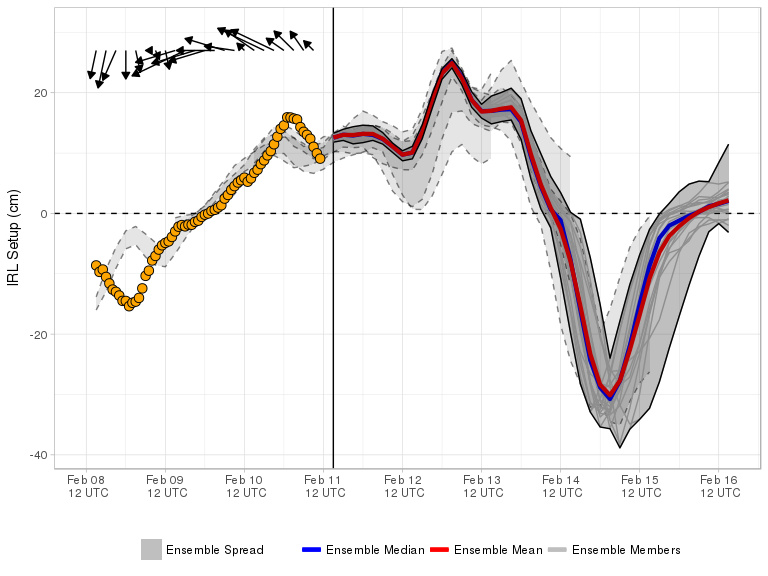 IRL Setup (cm)
20
0
-20
-40
Feb 08 Feb 09 Feb 10 Feb 11 Feb 12 Feb 13 Feb 14 Feb 15 Feb 16
12 UTC 12 UTC 12 UTC 12 UTC 12 UTC 12 UTC 12 UTC 12 UTC 12 UTC
Ensemble Spread Ensemble Median Ensemble Mean Ensemble Members